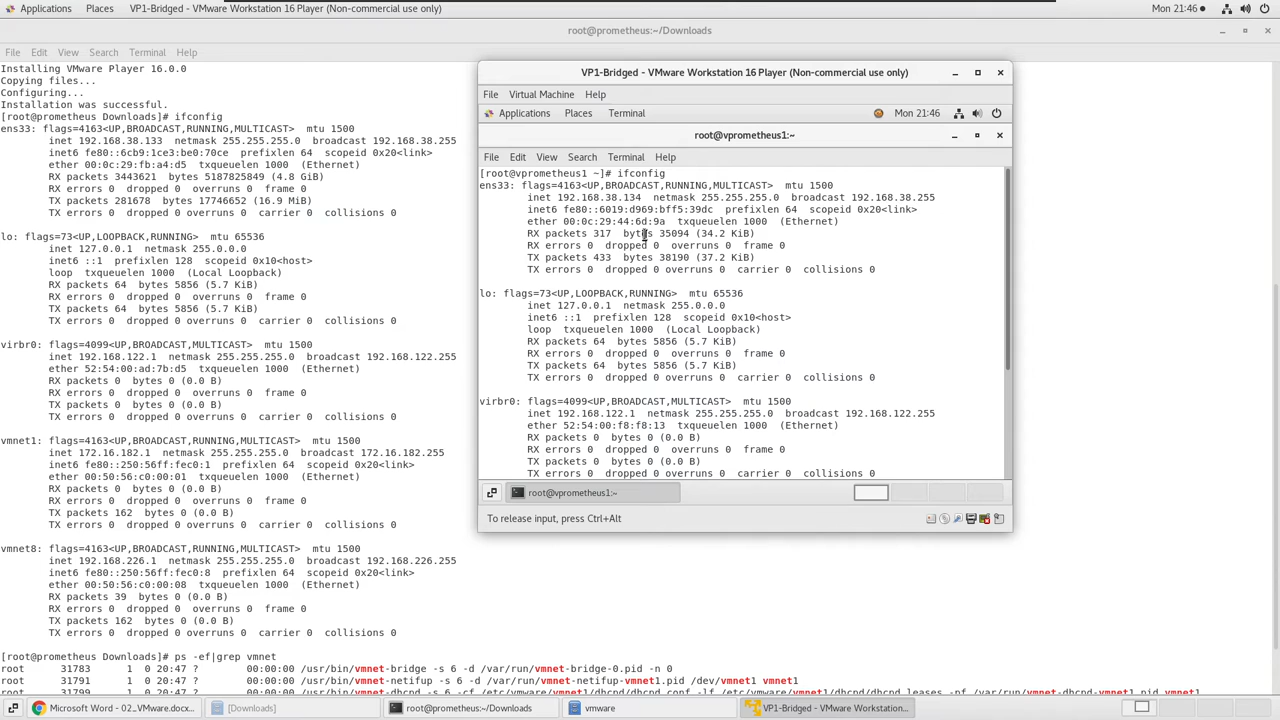 Applications Places VP1-Bridged - VMware Workstation 16 Player (Non-commercial use only) Mon 21:46
root@prometheus:~/Downloads
File Edit View Search Terminal Help
Installing VMware Player 16.0.0
Copying files...
Configuring...
Installation was successful.
[root@prometheus Downloads]# ifconfig
ens33: flags=4163<UP,BROADCAST,RUNNING,MULTICAST> mtu 1500
inet 192.168.38.133 netmask 255.255.255.0 broadcast 192.168.38.255
inet6 fe80::6cb9:1ce3:be0:70ce prefixlen 64 scopeid 0x20<link>
ether 00:0c:29:fb:a4:d5 txqueuelen 1000 (Ethernet)
RX packets 3443621 bytes 5187825849 (4.8 GiB)
RX errors 0 dropped 0 overruns 0 frame 0
TX packets 281678 bytes 17746652 (16.9 MiB)
TX errors 0 dropped 0 overruns 0 carrier 0 collisions 0
lo: flags=73<UP,LOOPBACK,RUNNING> mtu 65536
inet 127.0.0.1 netmask 255.0.0.0
inet6 ::1 prefixlen 128 scopeid 0x10<host>
loop txqueuelen 1000 (Local Loopback)
RX packets 64 bytes 5856 (5.7 KiB)
RX errors 0 dropped 0 overruns 0 frame 0
TX packets 64 bytes 5856 (5.7 KiB)
TX errors 0 dropped 0 overruns 0 carrier 0 collisions 0
virbr0: flags=4099<UP,BROADCAST,MULTICAST> mtu 1500
inet 192.168.122.1 netmask 255.255.255.0 broadcast 192.168.122.255
ether 52:54:00:ad:7b:d5 txqueuelen 1000 (Ethernet)
RX packets 0 bytes 0 (0.0 B)
RX errors 0 dropped 0 overruns 0 frame 0
TX packets 0 bytes 0 (0.0 B)
TX errors 0 dropped 0 overruns 0 carrier 0 collisions 0
vmnet1: flags=4163<UP,BROADCAST,RUNNING,MULTICAST> mtu 1500
inet 172.16.182.1 netmask 255.255.255.0 broadcast 172.16.182.255
inet6 fe80::250:56ff:fec0:1 prefixlen 64 scopeid 0x20<link>
ether 00:50:56:c0:00:01 txqueuelen 1000 (Ethernet)
RX packets 0 bytes 0 (0.0 B)
RX errors 0 dropped 0 overruns 0 frame 0
TX packets 162 bytes 0 (0.0 B)
TX errors 0 dropped 0 overruns 0 carrier 0 collisions 0
vmnet8: flags=4163<UP,BROADCAST,RUNNING,MULTICAST> mtu 1500
inet 192.168.226.1 netmask 255.255.255.0 broadcast 192.168.226.255
inet6 fe80::250:56ff:fec0:8 prefixlen 64 scopeid 0x20<link>
ether 00:50:56:c0:00:08 txqueuelen 1000 (Ethernet)
RX packets 39 bytes 0 (0.0 B)
RX errors 0 dropped 0 overruns 0 frame 0
TX packets 162 bytes 0 (0.0 B)
TX errors 0 dropped 0 overruns 0 carrier 0 collisions 0
[root@prometheus Downloads]# ps -ef|grep vmnet
root 31783 1 0 20:47 ? 00:00:00 /usr/bin/vmnet-bridge -s 6 -d /var/run/vmnet-bridge-0.pid -n 0
root 31791 1 0 20:47 ? 00:00:00 /usr/bin/vmnet-netifup -s 6 -d /var/run/vmnet-netifup-vmnet1.pid /dev/vmnet1 vmnet1
root 31799 1 0 20:47 ? 00:00:00 /usr/bin/vmnet-dhcpd -s 6 -cf /etc/vmware/vmnet1/dhcpd/dhcpd.conf -lf /etc/vmware/vmnet1/dhcpd/dhcpd.leases -pf /var/run/vmnet-dhcpd-vmnet1.pid vmnet1
VP1-Bridged - VMware Workstation 16 Player (Non-commercial use only)
File Virtual Machine Help
Applications Places Terminal Mon 21:46
root@vprometheus1:~
File Edit View Search Terminal Help
[root@vprometheus1 ~]# ifconfig
ens33: flags=4163<UP,BROADCAST,RUNNING,MULTICAST> mtu 1500
inet 192.168.38.134 netmask 255.255.255.0 broadcast 192.168.38.255
inet6 fe80::6019:d969:bff5:39dc prefixlen 64 scopeid 0x20<link>
ether 00:0c:29:44:6d:9a txqueuelen 1000 (Ethernet)
RX packets 317 bytes 35094 (34.2 KiB)
RX errors 0 dropped 0 overruns 0 frame 0
TX packets 433 bytes 38190 (37.2 KiB)
TX errors 0 dropped 0 overruns 0 carrier 0 collisions 0
lo: flags=73<UP,LOOPBACK,RUNNING> mtu 65536
inet 127.0.0.1 netmask 255.0.0.0
inet6 ::1 prefixlen 128 scopeid 0x10<host>
loop txqueuelen 1000 (Local Loopback)
RX packets 64 bytes 5856 (5.7 KiB)
RX errors 0 dropped 0 overruns 0 frame 0
TX packets 64 bytes 5856 (5.7 KiB)
TX errors 0 dropped 0 overruns 0 carrier 0 collisions 0
virbr0: flags=4099<UP,BROADCAST,MULTICAST> mtu 1500
inet 192.168.122.1 netmask 255.255.255.0 broadcast 192.168.122.255
ether 52:54:00:f8:f8:13 txqueuelen 1000 (Ethernet)
RX packets 0 bytes 0 (0.0 B)
RX errors 0 dropped 0 overruns 0 frame 0
TX packets 0 bytes 0 (0.0 B)
TX errors 0 dropped 0 overruns 0 carrier 0 collisions 0
root@vprometheus1:~
To release input, press Ctrl+Alt
Microsoft Word - 02_VMware.docx... [Downloads] root@prometheus:~/Downloads vmware VP1-Bridged - VMware Workstation...